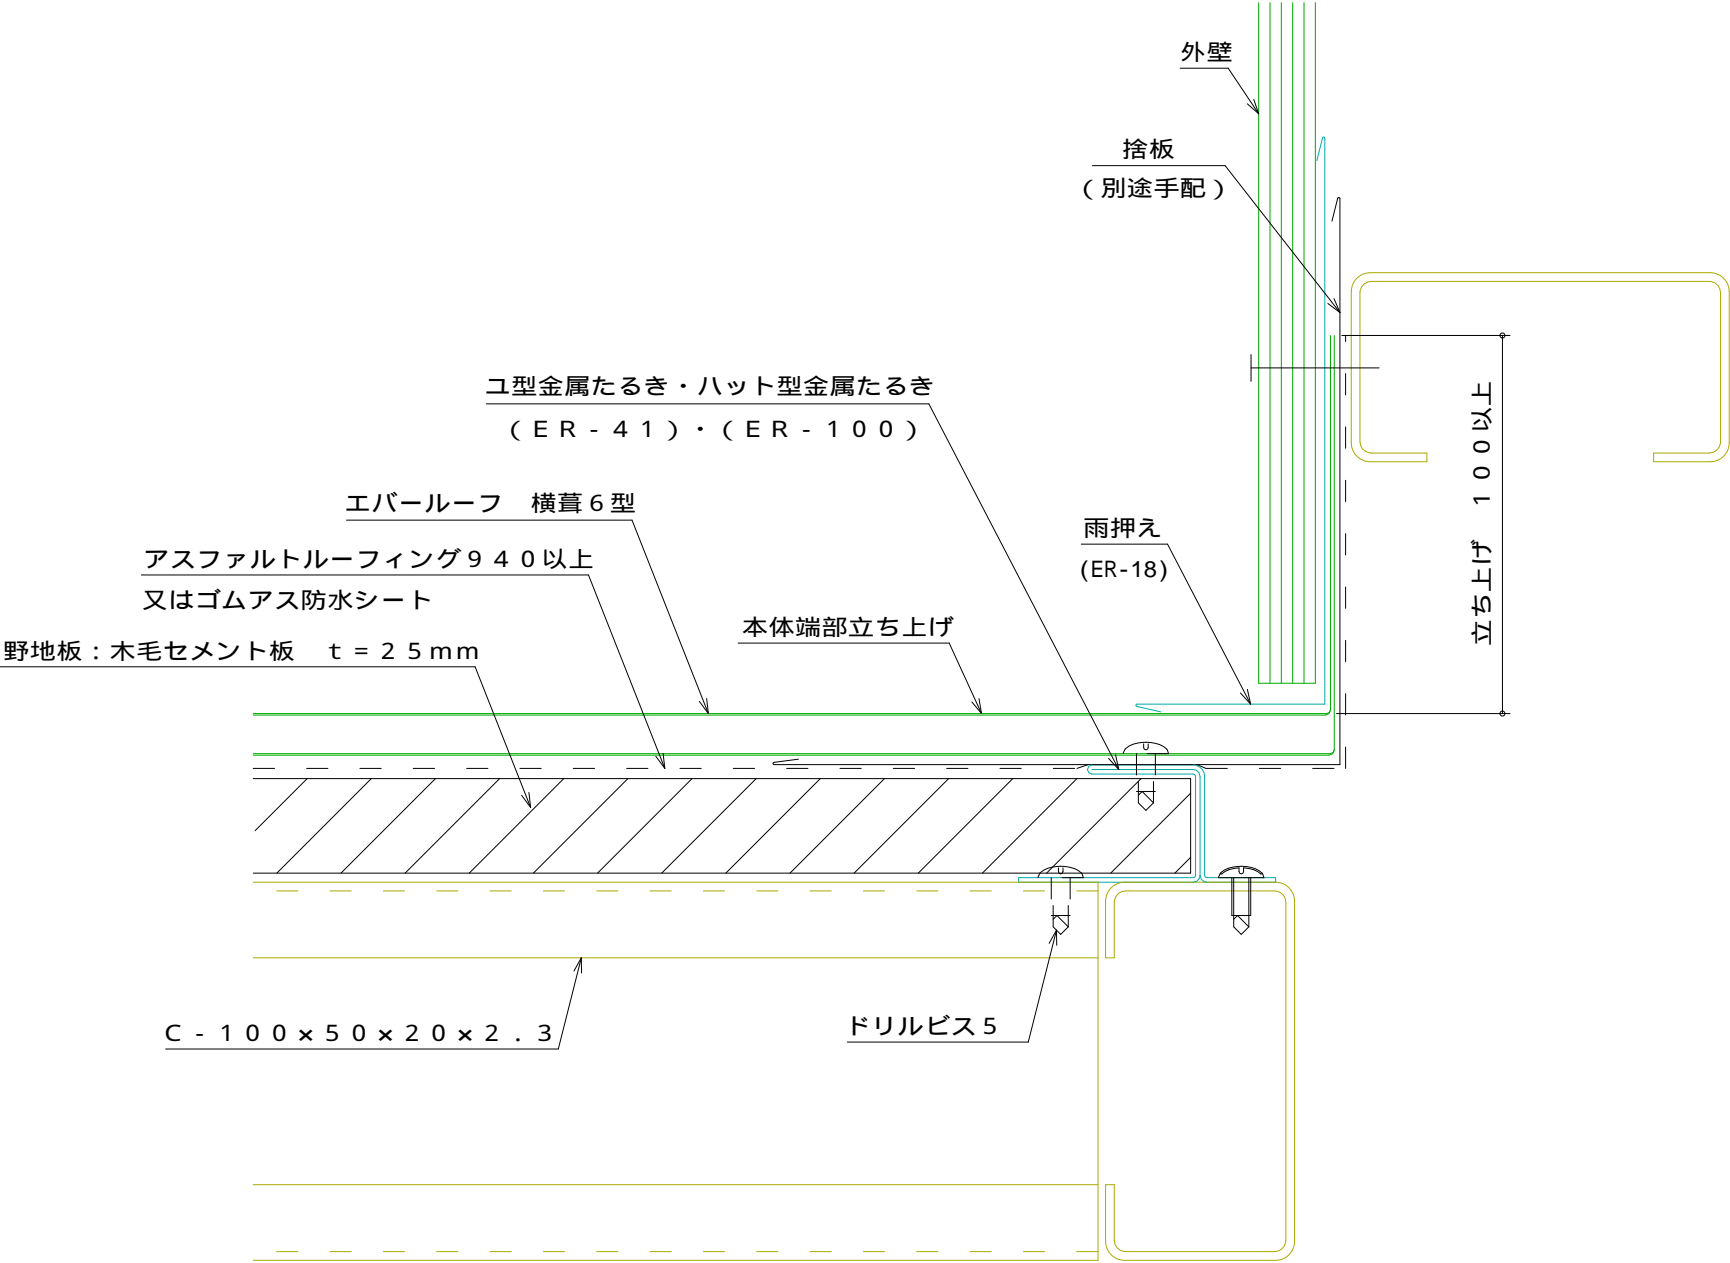 外壁
捨板
（別途手配）
ユ型金属たるき・ハット型金属たるき
（ＥＲ-４１）・（ＥＲ-１００）
エバールーフ　横葺６型
雨押え
(ER-18)
立ち上げ　１００以上
アスファルトルーフィング９４０以上
又はゴムアス防水シート
本体端部立ち上げ
野地板：木毛セメント板　ｔ＝２５ｍｍ
Ｃ-１００×５０×２０×２．３
ドリルビス５